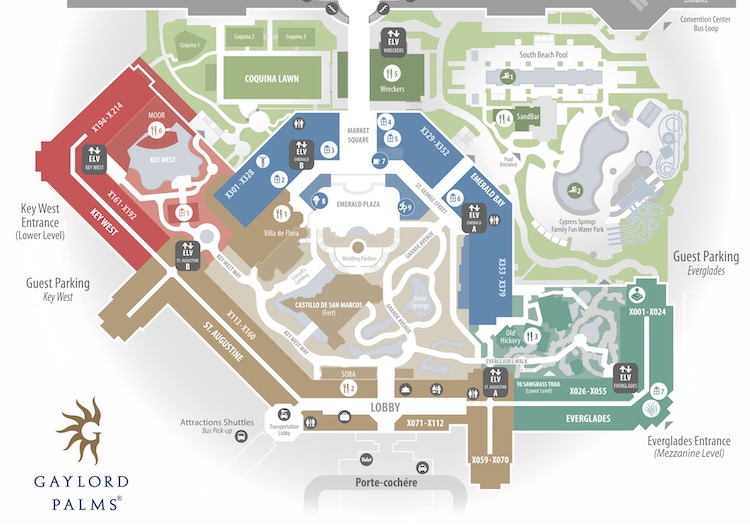 Entrance
Convention Center
Bus Loop
Coquina 1
Coquina 2
Coquina 3
COQUINA LAWN
ELV
WRECKERS
5
Wreckers
South Beach Pool
1
4
SandBar
Pool
Entrance
2
Cypress Springs
Family Fun Water Park
X194 - X214
MOOR
6
KEY WEST
ELV
KEY WEST
X161 - X192
KEY WEST
1
Key West
Entrance
(Lower Level)
Guest Parking
Key West
MARKET
SQUARE
ELV
EMERALD
B
3
2
X301 - X328
4
5
7
X329 - X352
ST. GEORGE STREET
6
EMERALD BAY
ELV
EMERALD
A
X353 - X379
8
EMERALD PLAZA
9
1
Villa de Flora
Wedding Pavilion
GRANDE AVENUE
KEY WEST WAY
ELV
ST. AUGUSTINE
B
CASTILLO DE SAN MARCOS
(Fort)
GRANDE AVENUE
Gator
Springs
KEY WEST WAY
X113 - X160
ST. AUGUSTINE
SORA
2
LOBBY
X071 - X112
ELV
ST. AUGUSTINE
A
X059 - X070
Old
Hickory
3
EVERGLADES WALK
TO SAWGRASS TRAIL
(Lower Level)
X026 - X055
ELV
EVERGLADES
X001 - X024
7
EVERGLADES
Guest Parking
Everglades
Everglades Entrance
(Mezzanine Level)
Attractions Shuttles
Bus Pick-up
Transportation
Lobby
Valet
Porte-cochére
GAYLORD
PALMS®